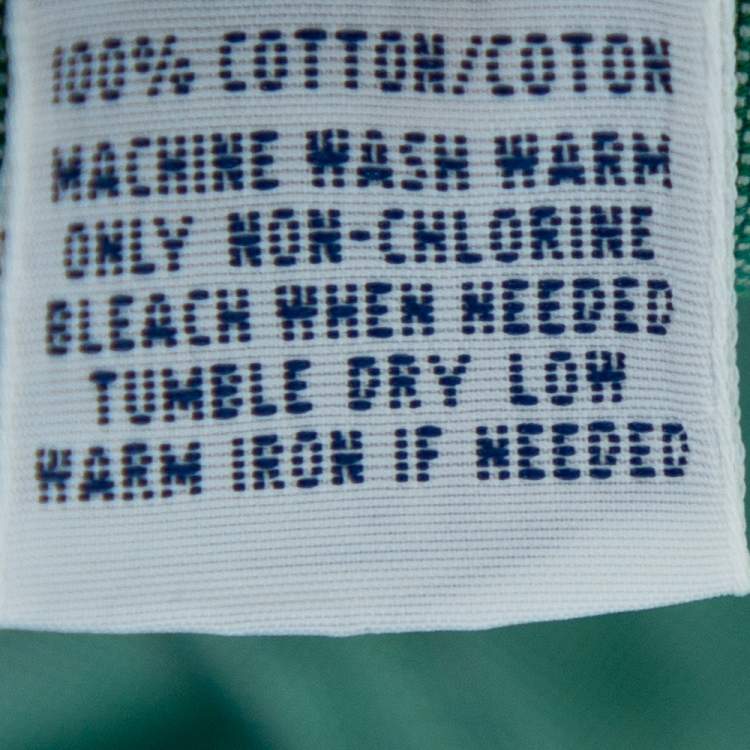 100% COTTON/COTON
MACHINE WASH WARM
ONLY NON-CHLORINE
BLEACH WHEN NEEDED
TUMBLE DRY LOW
WARM IRON IF NEEDED